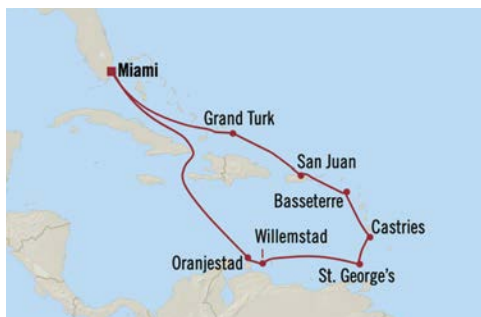 Miami
Grand Turk
San Juan
Basseterre
Castries
Willemstad
Oranjestad
St. George's